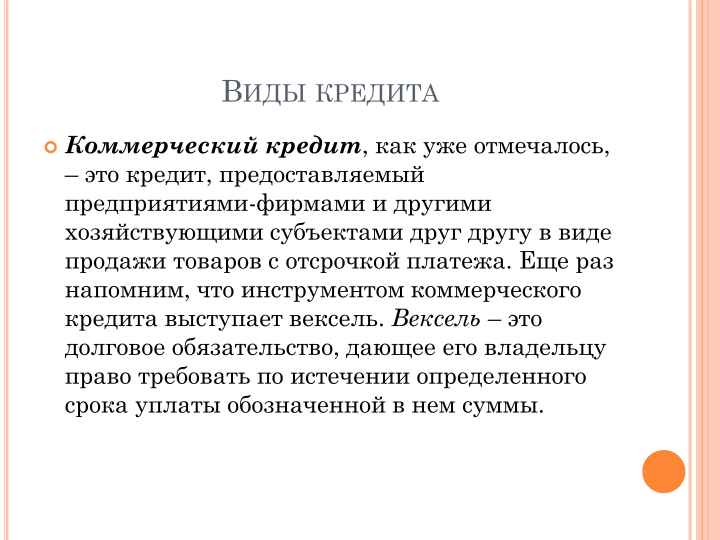 Виды кредита
Коммерческий кредит, как уже отмечалось,
– это кредит, предоставляемый
предприятиями-фирмами и другими
хозяйствующими субъектами друг другу в виде
продажи товаров с отсрочкой платежа. Еще раз
напомним, что инструментом коммерческого
кредита выступает вексель. Вексель – это
долговое обязательство, дающее его владельцу
право требовать по истечении определенного
срока уплаты обозначенной в нем суммы.